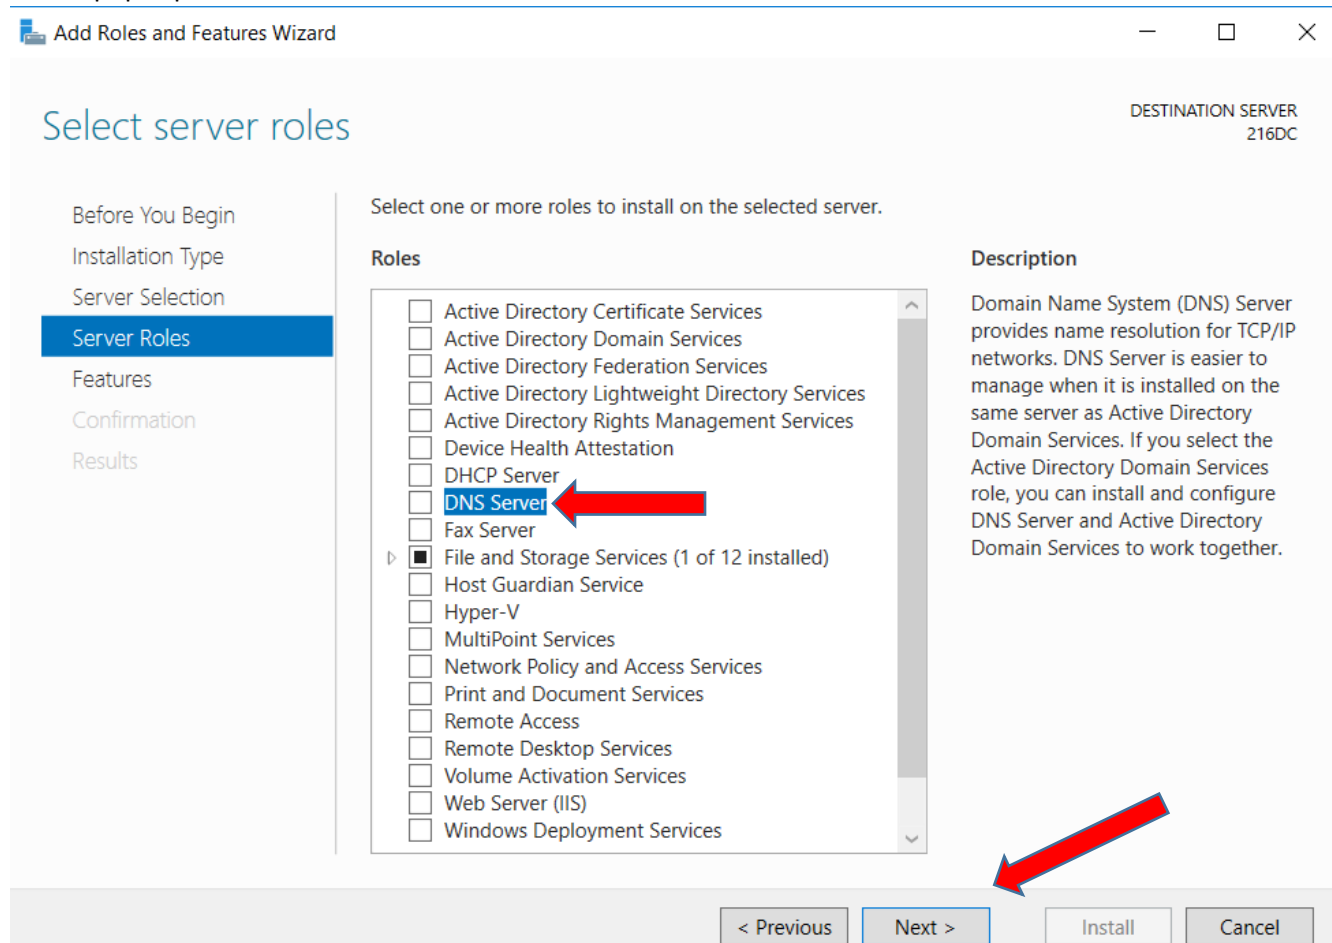 Add Roles and Features Wizard
Select server roles
DESTINATION SERVER
216DC
Before You Begin
Installation Type
Server Selection
Server Roles
Features
Confirmation
Results
Select one or more roles to install on the selected server.
Roles
Active Directory Certificate Services
Active Directory Domain Services
Active Directory Federation Services
Active Directory Lightweight Directory Services
Active Directory Rights Management Services
Device Health Attestation
DHCP Server
DNS Server
Fax Server
File and Storage Services (1 of 12 installed)
Host Guardian Service
Hyper-V
MultiPoint Services
Network Policy and Access Services
Print and Document Services
Remote Access
Remote Desktop Services
Volume Activation Services
Web Server (IIS)
Windows Deployment Services
Description
Domain Name System (DNS) Server
provides name resolution for TCP/IP
networks. DNS Server is easier to
manage when it is installed on the
same server as Active Directory
Domain Services. If you select the
Active Directory Domain Services
role, you can install and configure
DNS Server and Active Directory
Domain Services to work together.
< Previous
Next >
Install
Cancel